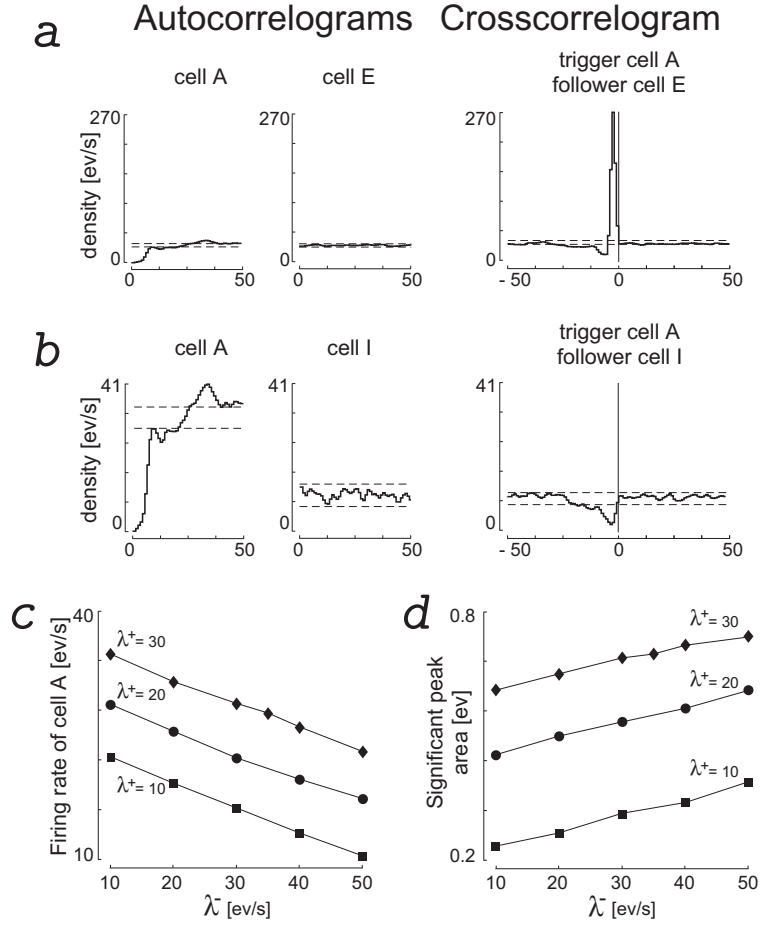 Autocorrelograms Crosscorrelogram
a
cell A
cell E
trigger cell A
follower cell E
density [ev/s]
270
0
0
50
270
0
0
50
270
0
- 50
0
50
b
cell A
cell I
trigger cell A
follower cell I
density [ev/s]
41
0
0
50
41
0
0
50
41
0
- 50
0
50
c
Firing rate of cell A [ev/s]
40
10
λ⁺= 30
λ⁺= 20
λ⁺= 10
10 20 30 40 50
λ⁻ [ev/s]
d
Significant peak
area [ev]
0.8
0.2
λ⁺= 30
λ⁺= 20
λ⁺= 10
10 20 30 40 50
λ⁻ [ev/s]